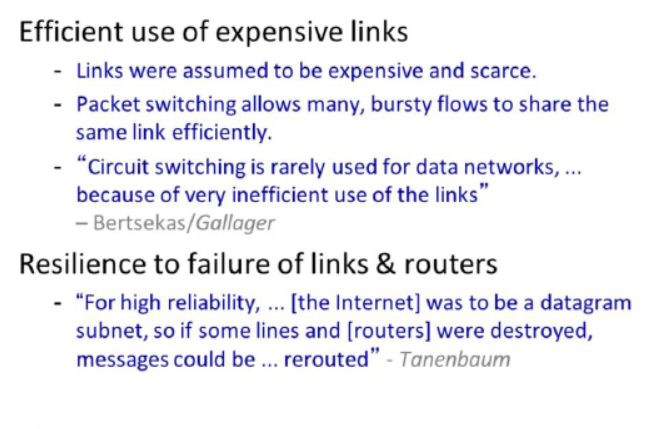 Efficient use of expensive links
- Links were assumed to be expensive and scarce.
- Packet switching allows many, bursty flows to share the
same link efficiently.
- “Circuit switching is rarely used for data networks, ...
because of very inefficient use of the links”
– Bertsekas/Gallager
Resilience to failure of links & routers
- “For high reliability, ... [the Internet] was to be a datagram
subnet, so if some lines and [routers] were destroyed,
messages could be ... rerouted” - Tanenbaum